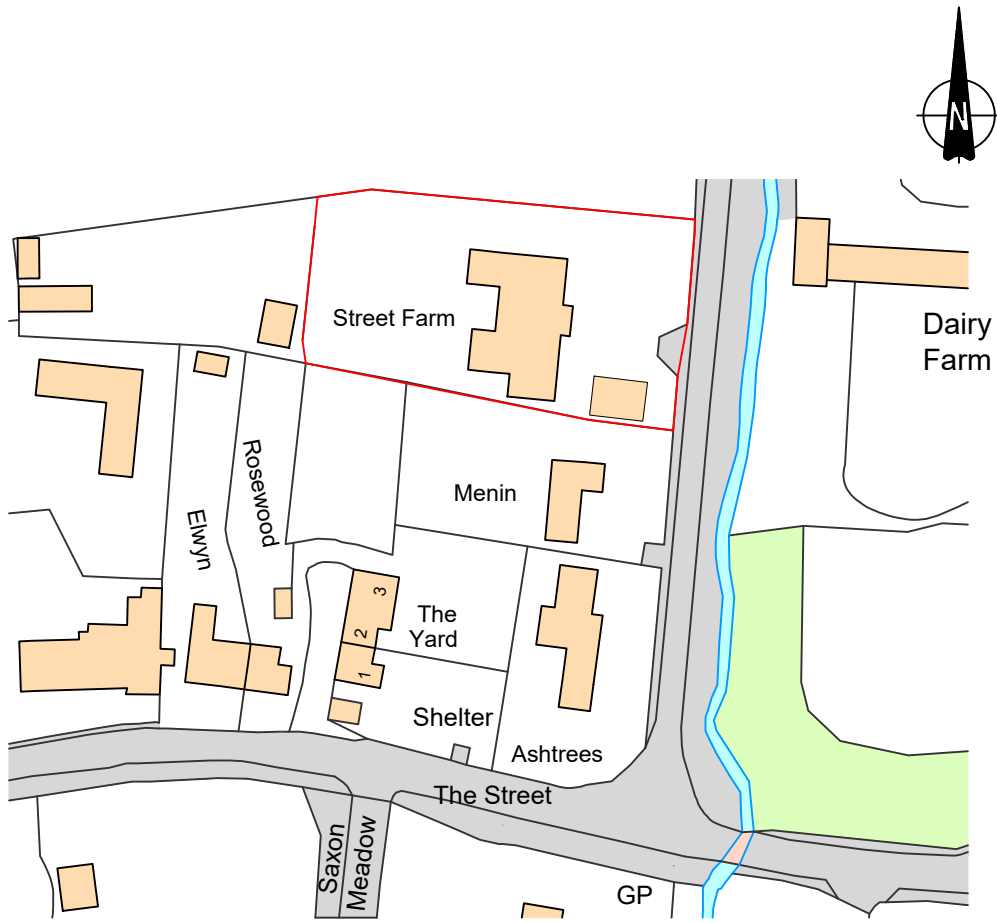 N
Street Farm
Dairy
Farm
Rosewood
Menin
Elwyn
3
The
Yard
2
1
Shelter
Ashtrees
The Street
Saxon
Meadow
GP